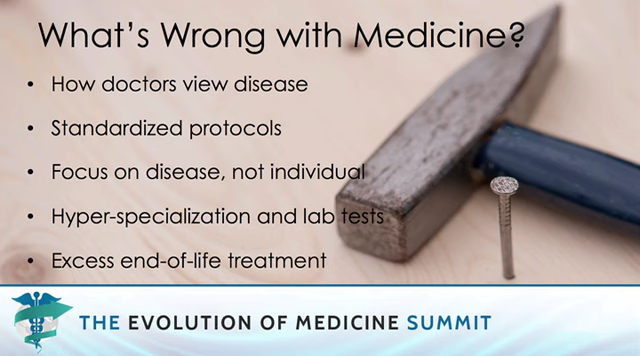 What's Wrong with Medicine?
• How doctors view disease
• Standardized protocols
• Focus on disease, not individual
• Hyper-specialization and lab tests
• Excess end-of-life treatment
THE EVOLUTION OF MEDICINE SUMMIT